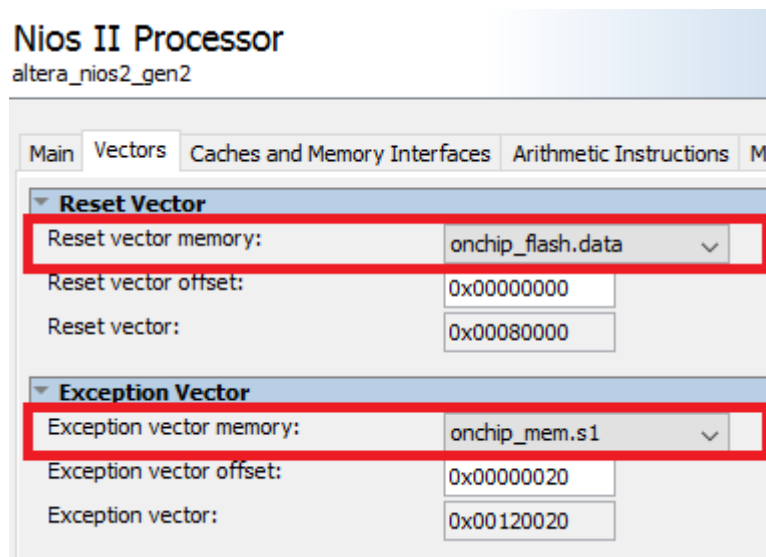 Nios II Processor
altera_nios2_gen2
Main Vectors Caches and Memory Interfaces Arithmetic Instructions M
Reset Vector
Reset vector memory: onchip_flash.data
Reset vector offset: 0x00000000
Reset vector: 0x00080000
Exception Vector
Exception vector memory: onchip_mem.s1
Exception vector offset: 0x00000020
Exception vector: 0x00120020